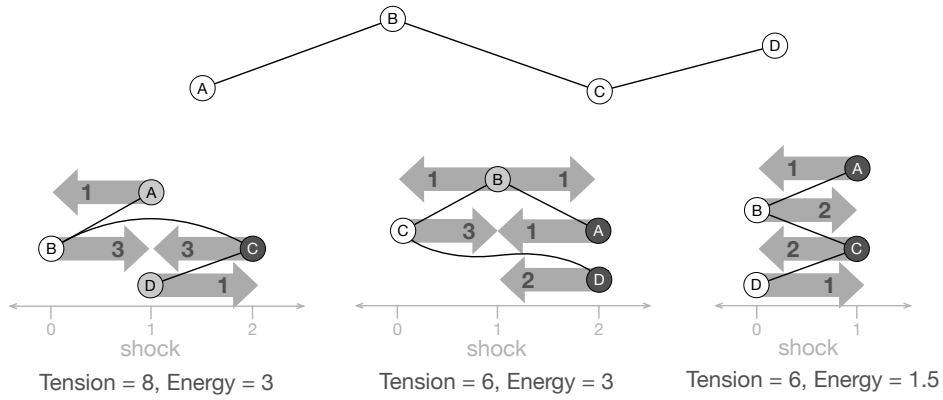 B
D
A
C
1
A
B
3
3
C
D
1
0
1
2
shock
Tension = 8, Energy = 3
1
B
1
C
3
1
A
2
D
0
1
2
shock
Tension = 6, Energy = 3
1
A
B
2
2
C
D
1
0
1
shock
Tension = 6, Energy = 1.5